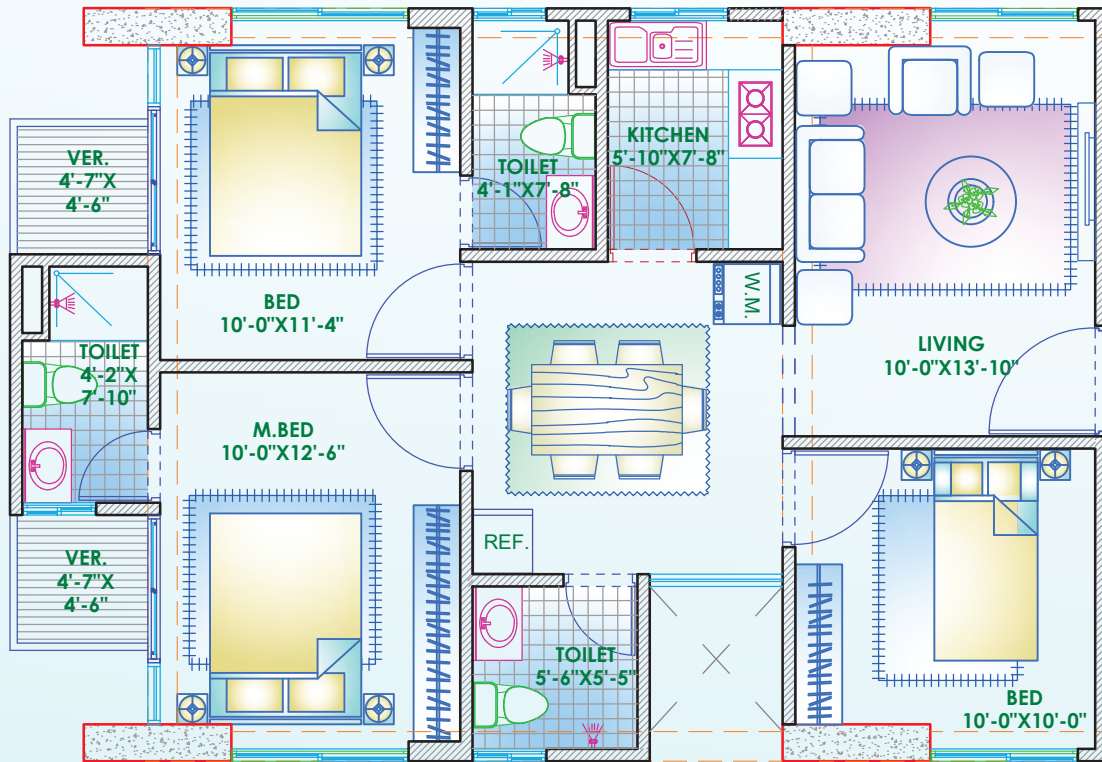 VER.
4'-7"X
4'-6"
BED
10'-0"X11'-4"
TOILET
4'-1"X7'-8"
KITCHEN
5'-10"X7'-8"
W.M.
LIVING
10'-0"X13'-10"
TOILET
4'-2"X
7'-10"
M.BED
10'-0"X12'-6"
VER.
4'-7"X
4'-6"
REF.
TOILET
5'-6"X5'-5"
BED
10'-0"X10'-0"